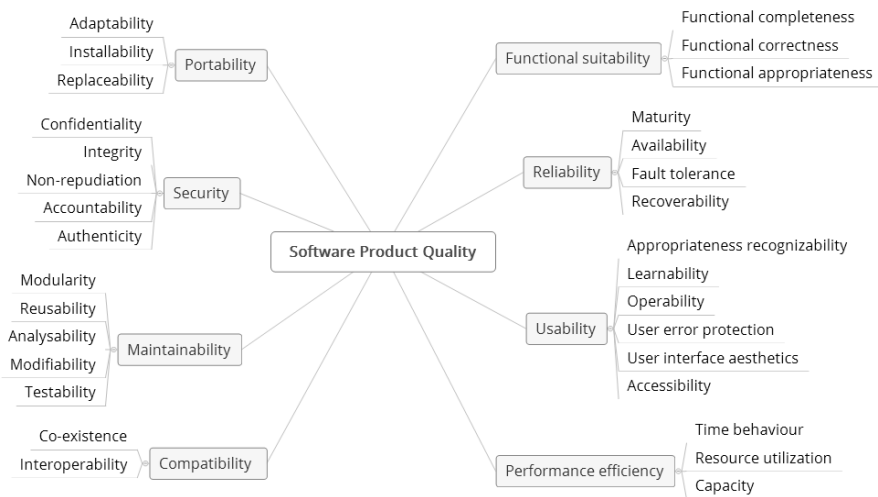 Software Product Quality
Portability
Adaptability
Installability
Replaceability
Security
Confidentiality
Integrity
Non-repudiation
Accountability
Authenticity
Maintainability
Modularity
Reusability
Analysability
Modifiability
Testability
Compatibility
Co-existence
Interoperability
Functional suitability
Functional completeness
Functional correctness
Functional appropriateness
Reliability
Maturity
Availability
Fault tolerance
Recoverability
Usability
Appropriateness recognizability
Learnability
Operability
User error protection
User interface aesthetics
Accessibility
Performance efficiency
Time behaviour
Resource utilization
Capacity